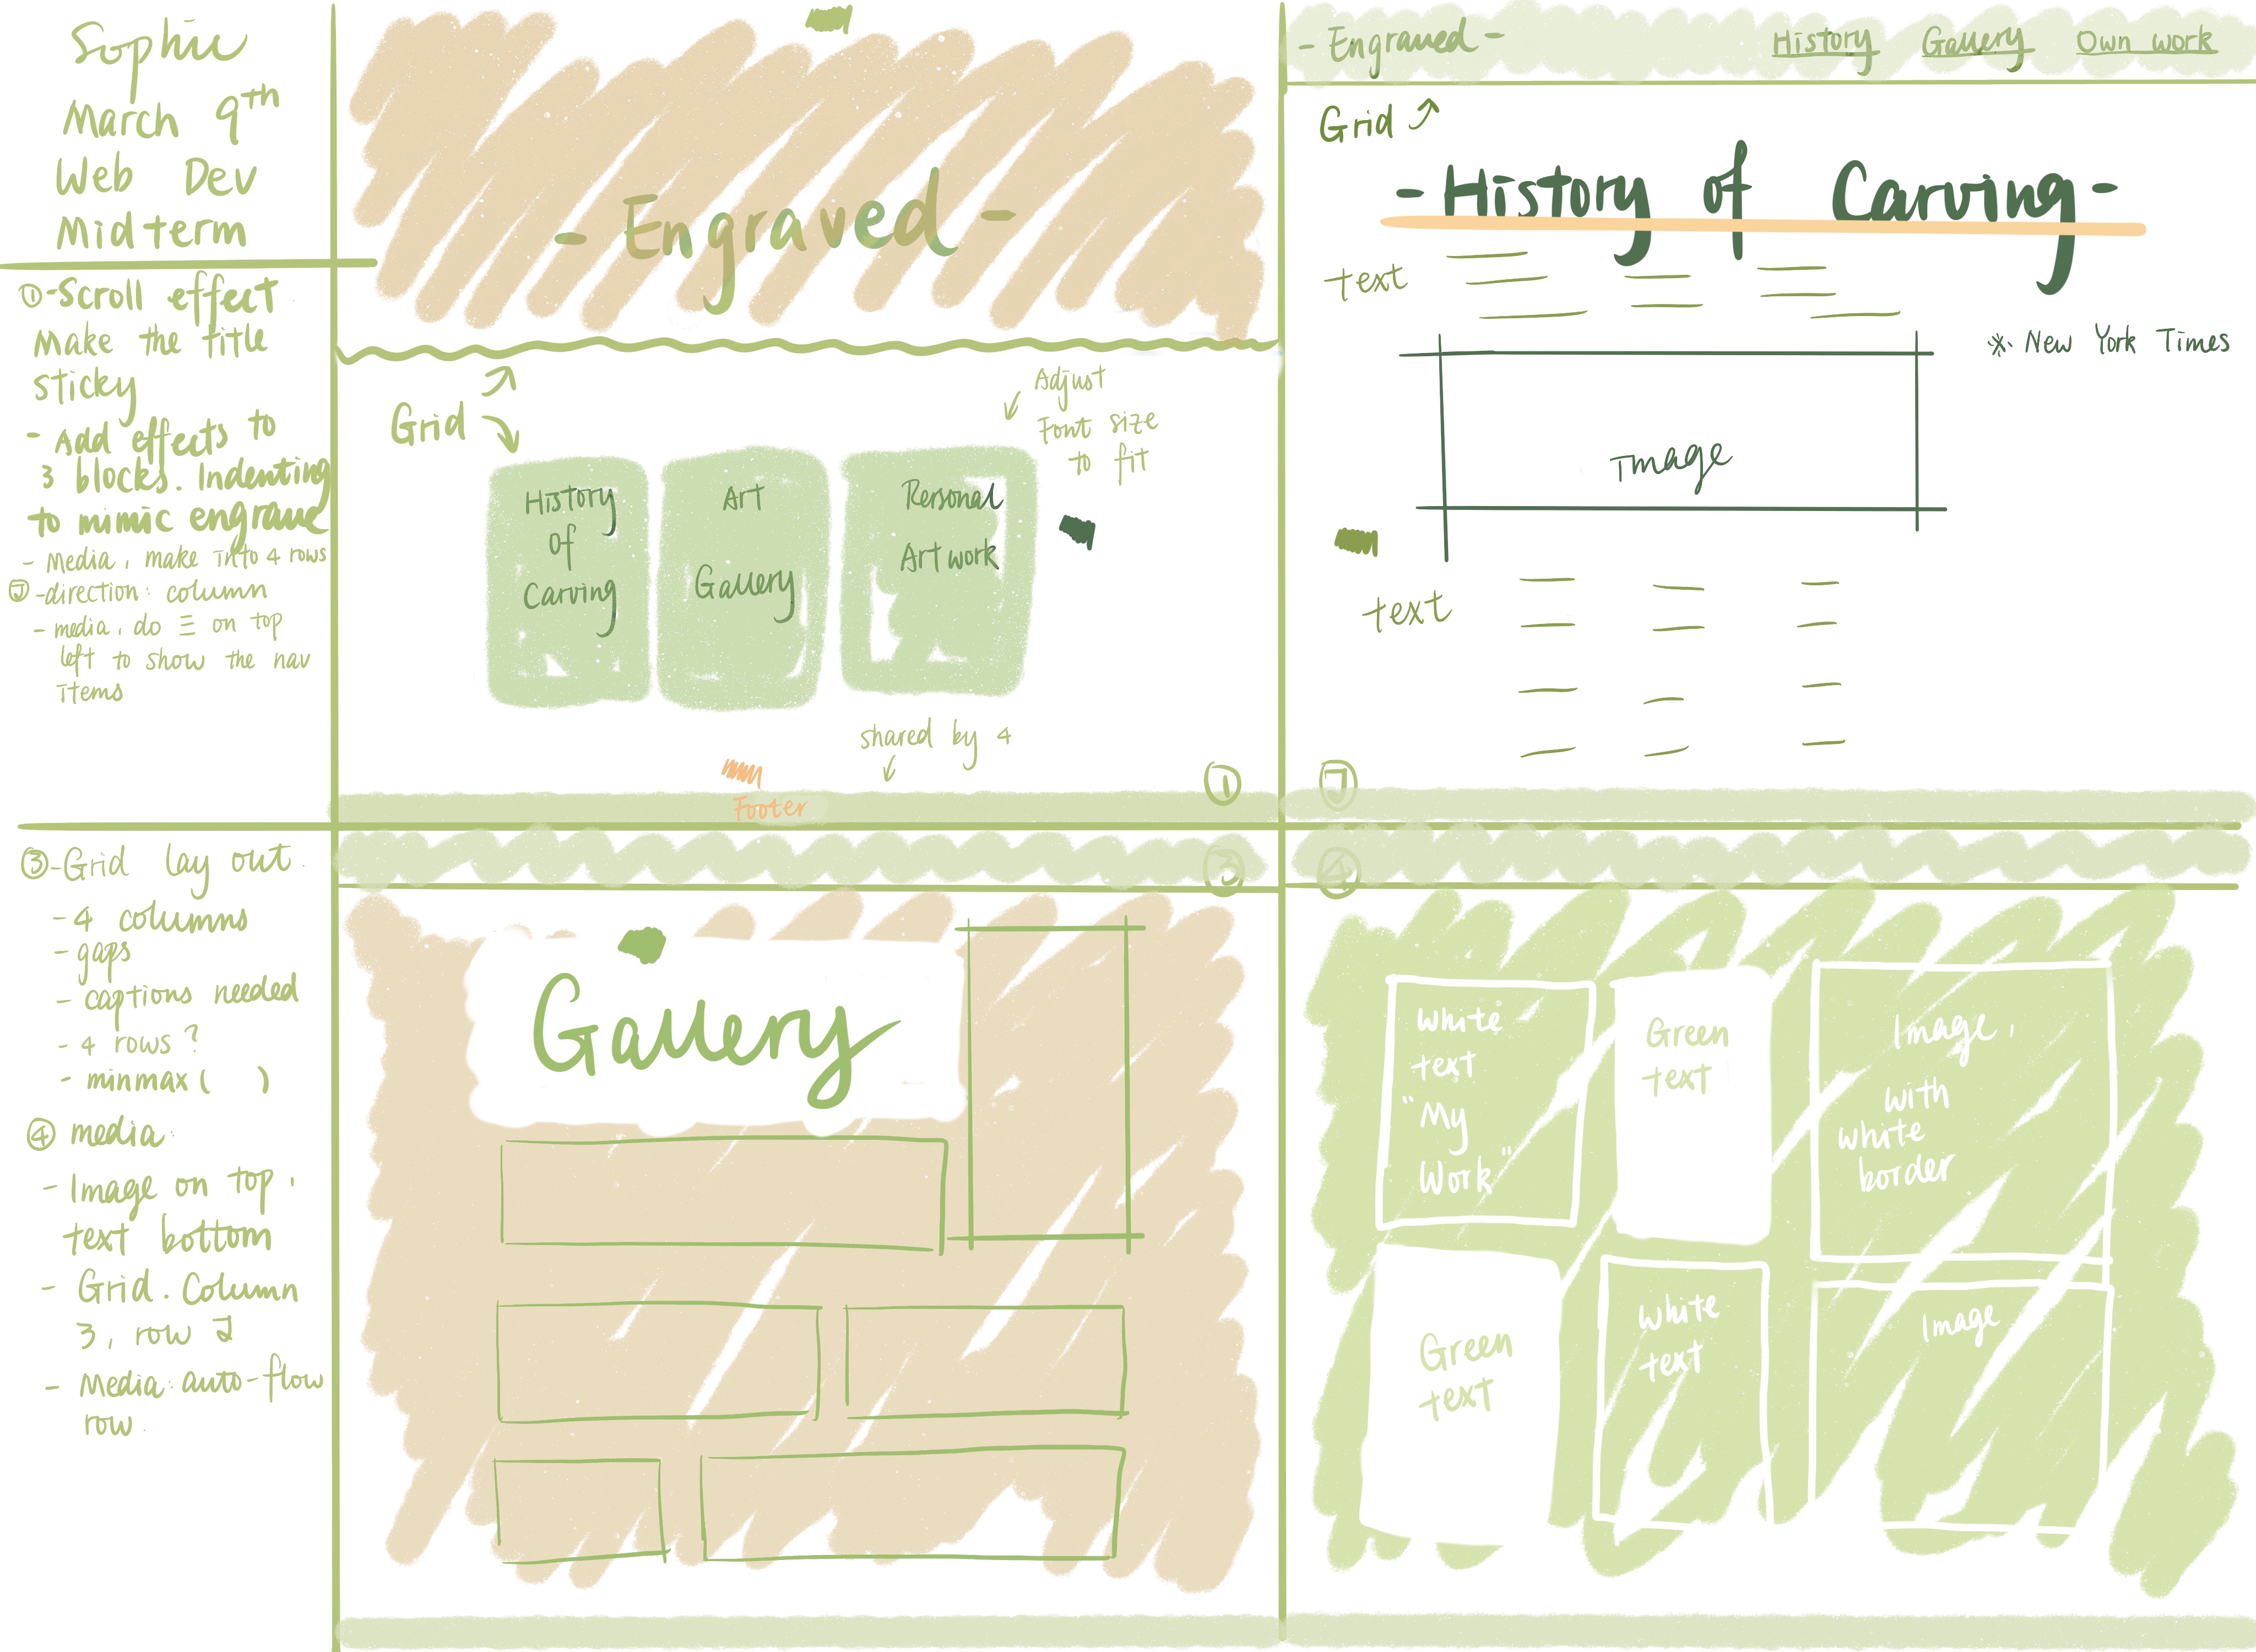 Sophie
March 9th
Web Dev
Midterm
① -Scroll effect
Make the title
sticky
- Add effects to
3 blocks. Indenting
to mimic engrave
- Media, make into 4 rows
② -direction: column
- media, do ☰ on top
left to show the nav
Items
③ -Grid lay out.
- 4 columns
- gaps
- captions needed
- 4 rows?
- minmax( )
④ media:
- Image on top.
text bottom
- Grid. Column
3, row 2
- Media: auto-flow
row.
- Engraved -
Grid
Adjust
Font size
to fit
History
of
Carving
Art
Gallery
Personal
Artwork
shared by 4
Footer
①
- Engraved -
History Gallery Own work
Grid
- History of Carving -
text
※ New York Times
Image
text
②
③
Gallery
④
White
text
"My
Work"
Green
text
Image,
with
white
border
Green
text
White
text
Image